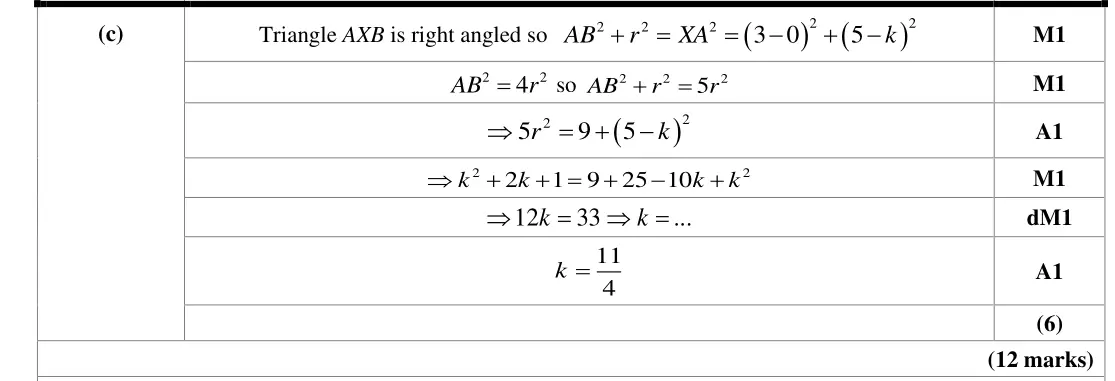 (c) Triangle AXB is right angled so AB² + r² = XA² = (3 − 0)² + (5 − k)² M1
AB² = 4r² so AB² + r² = 5r² M1
⇒ 5r² = 9 + (5 − k)² A1
⇒ k² + 2k + 1 = 9 + 25 − 10k + k² M1
⇒ 12k = 33 ⇒ k = ... dM1
k = 11/4 A1
(6)
(12 marks)